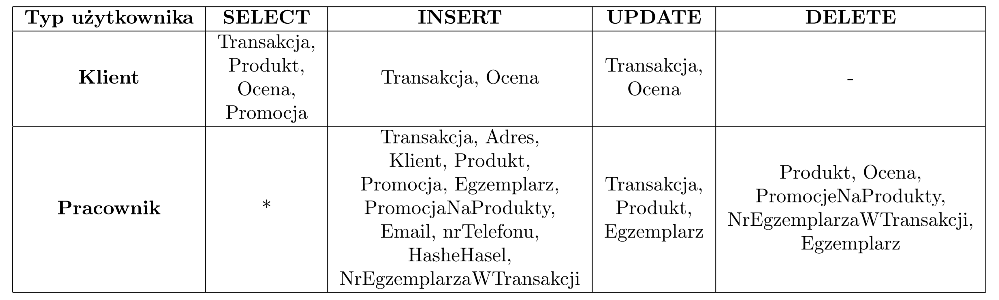 Typ użytkownika SELECT INSERT UPDATE DELETE
Klient
Transakcja,
Produkt,
Ocena,
Promocja
Transakcja, Ocena
Transakcja,
Ocena
-
Pracownik
*
Transakcja, Adres,
Klient, Produkt,
Promocja, Egzemplarz,
PromocjaNaProdukty,
Email, nrTelefonu,
HasheHasel,
NrEgzemplarzaWTransakcji
Transakcja,
Produkt,
Egzemplarz
Produkt, Ocena,
PromocjeNaProdukty,
NrEgzemplarzaWTransakcji,
Egzemplarz